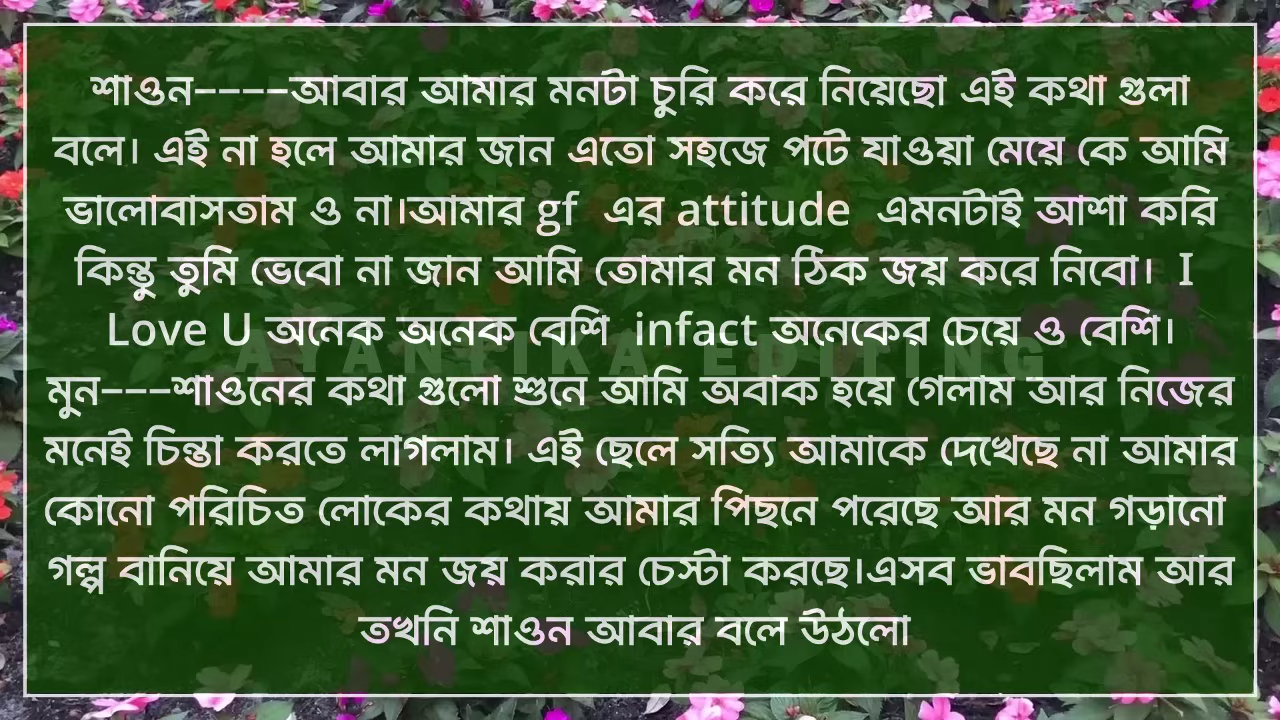 শাওন----আবার আমার মনটা চুরি করে নিয়েছো এই কথা গুলা
বলে। এই না হলে আমার জান এতো সহজে পটে যাওয়া মেয়ে কে আমি
ভালোবাসতাম ও না।আমার gf এর attitude এমনটাই আশা করি
কিন্তু তুমি ভেবো না জান আমি তোমার মন ঠিক জয় করে নিবো। I
Love U অনেক অনেক বেশি infact অনেকের চেয়ে ও বেশি।
AYANTIKA EDITING
মুন---শাওনের কথা গুলো শুনে আমি অবাক হয়ে গেলাম আর নিজের
মনেই চিন্তা করতে লাগলাম। এই ছেলে সত্যি আমাকে দেখেছে না আমার
কোনো পরিচিত লোকের কথায় আমার পিছনে পরেছে আর মন গড়ানো
গল্প বানিয়ে আমার মন জয় করার চেস্টা করছে।এসব ভাবছিলাম আর
তখনি শাওন আবার বলে উঠলো